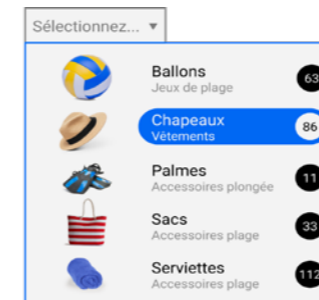 Sélectionnez... ▼
Ballons
Jeux de plage
63
Chapeaux
Vêtements
86
Palmes
Accessoires plongée
11
Sacs
Accessoires plage
33
Serviettes
Accessoires plage
112